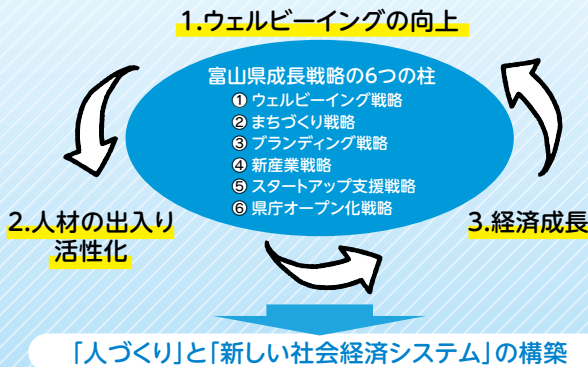 1.ウェルビーイングの向上
富山県成長戦略の6つの柱
① ウェルビーイング戦略
② まちづくり戦略
③ ブランディング戦略
④ 新産業戦略
⑤ スタートアップ支援戦略
⑥ 県庁オープン化戦略
2.人材の出入り
活性化
3.経済成長
「人づくり」と「新しい社会経済システム」の構築